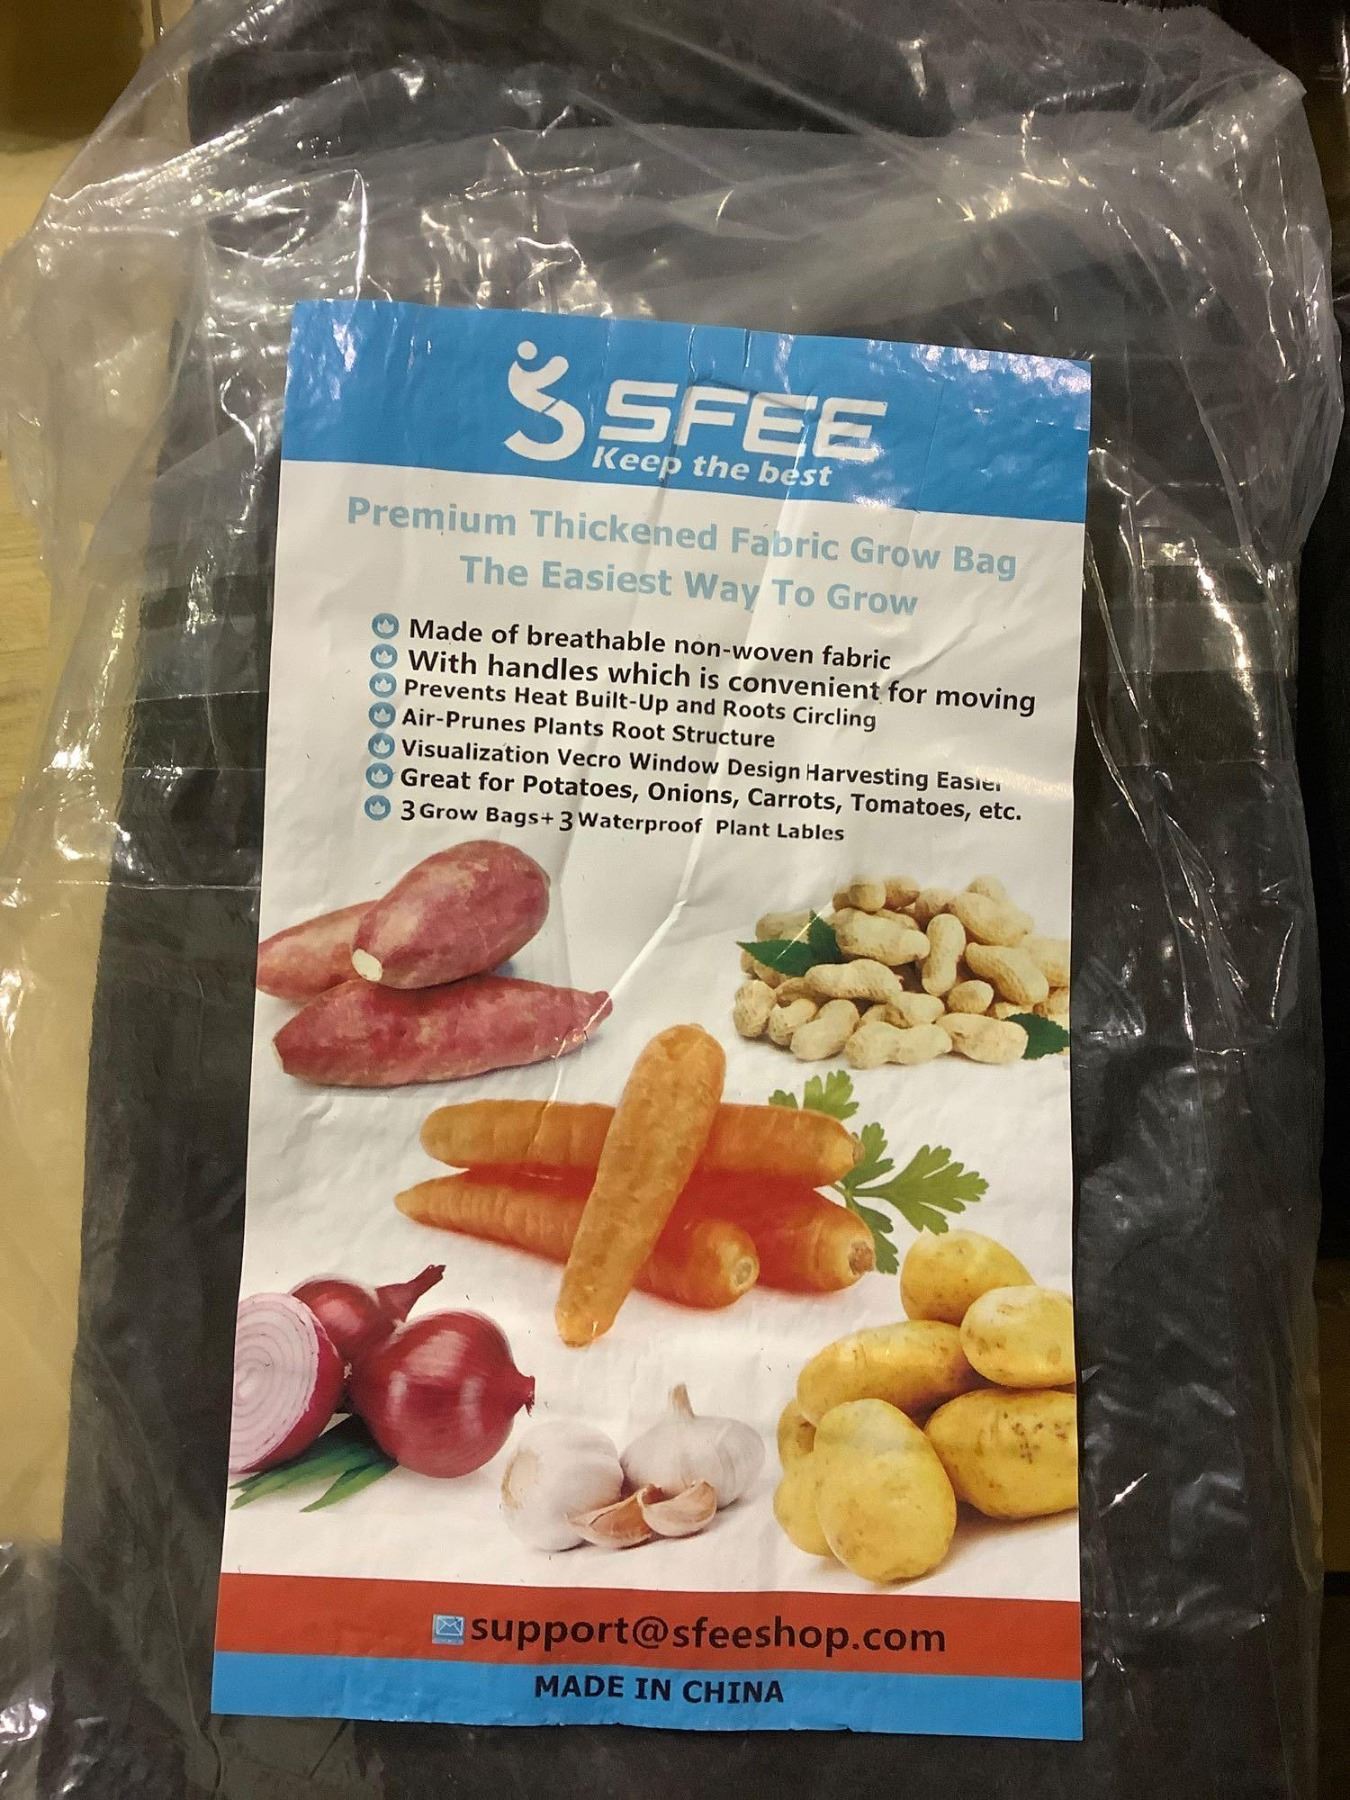 SFEE
Keep the best
Premium Thickened Fabric Grow Bag
The Easiest Way To Grow
Made of breathable non-woven fabric
With handles which is convenient for moving
Prevents Heat Built-Up and Roots Circling
Air-Prunes Plants Root Structure
Visualization Vecro Window Design Harvesting Easier
Great for Potatoes, Onions, Carrots, Tomatoes, etc.
3 Grow Bags+ 3 Waterproof Plant Lables
support@sfeeshop.com
MADE IN CHINA